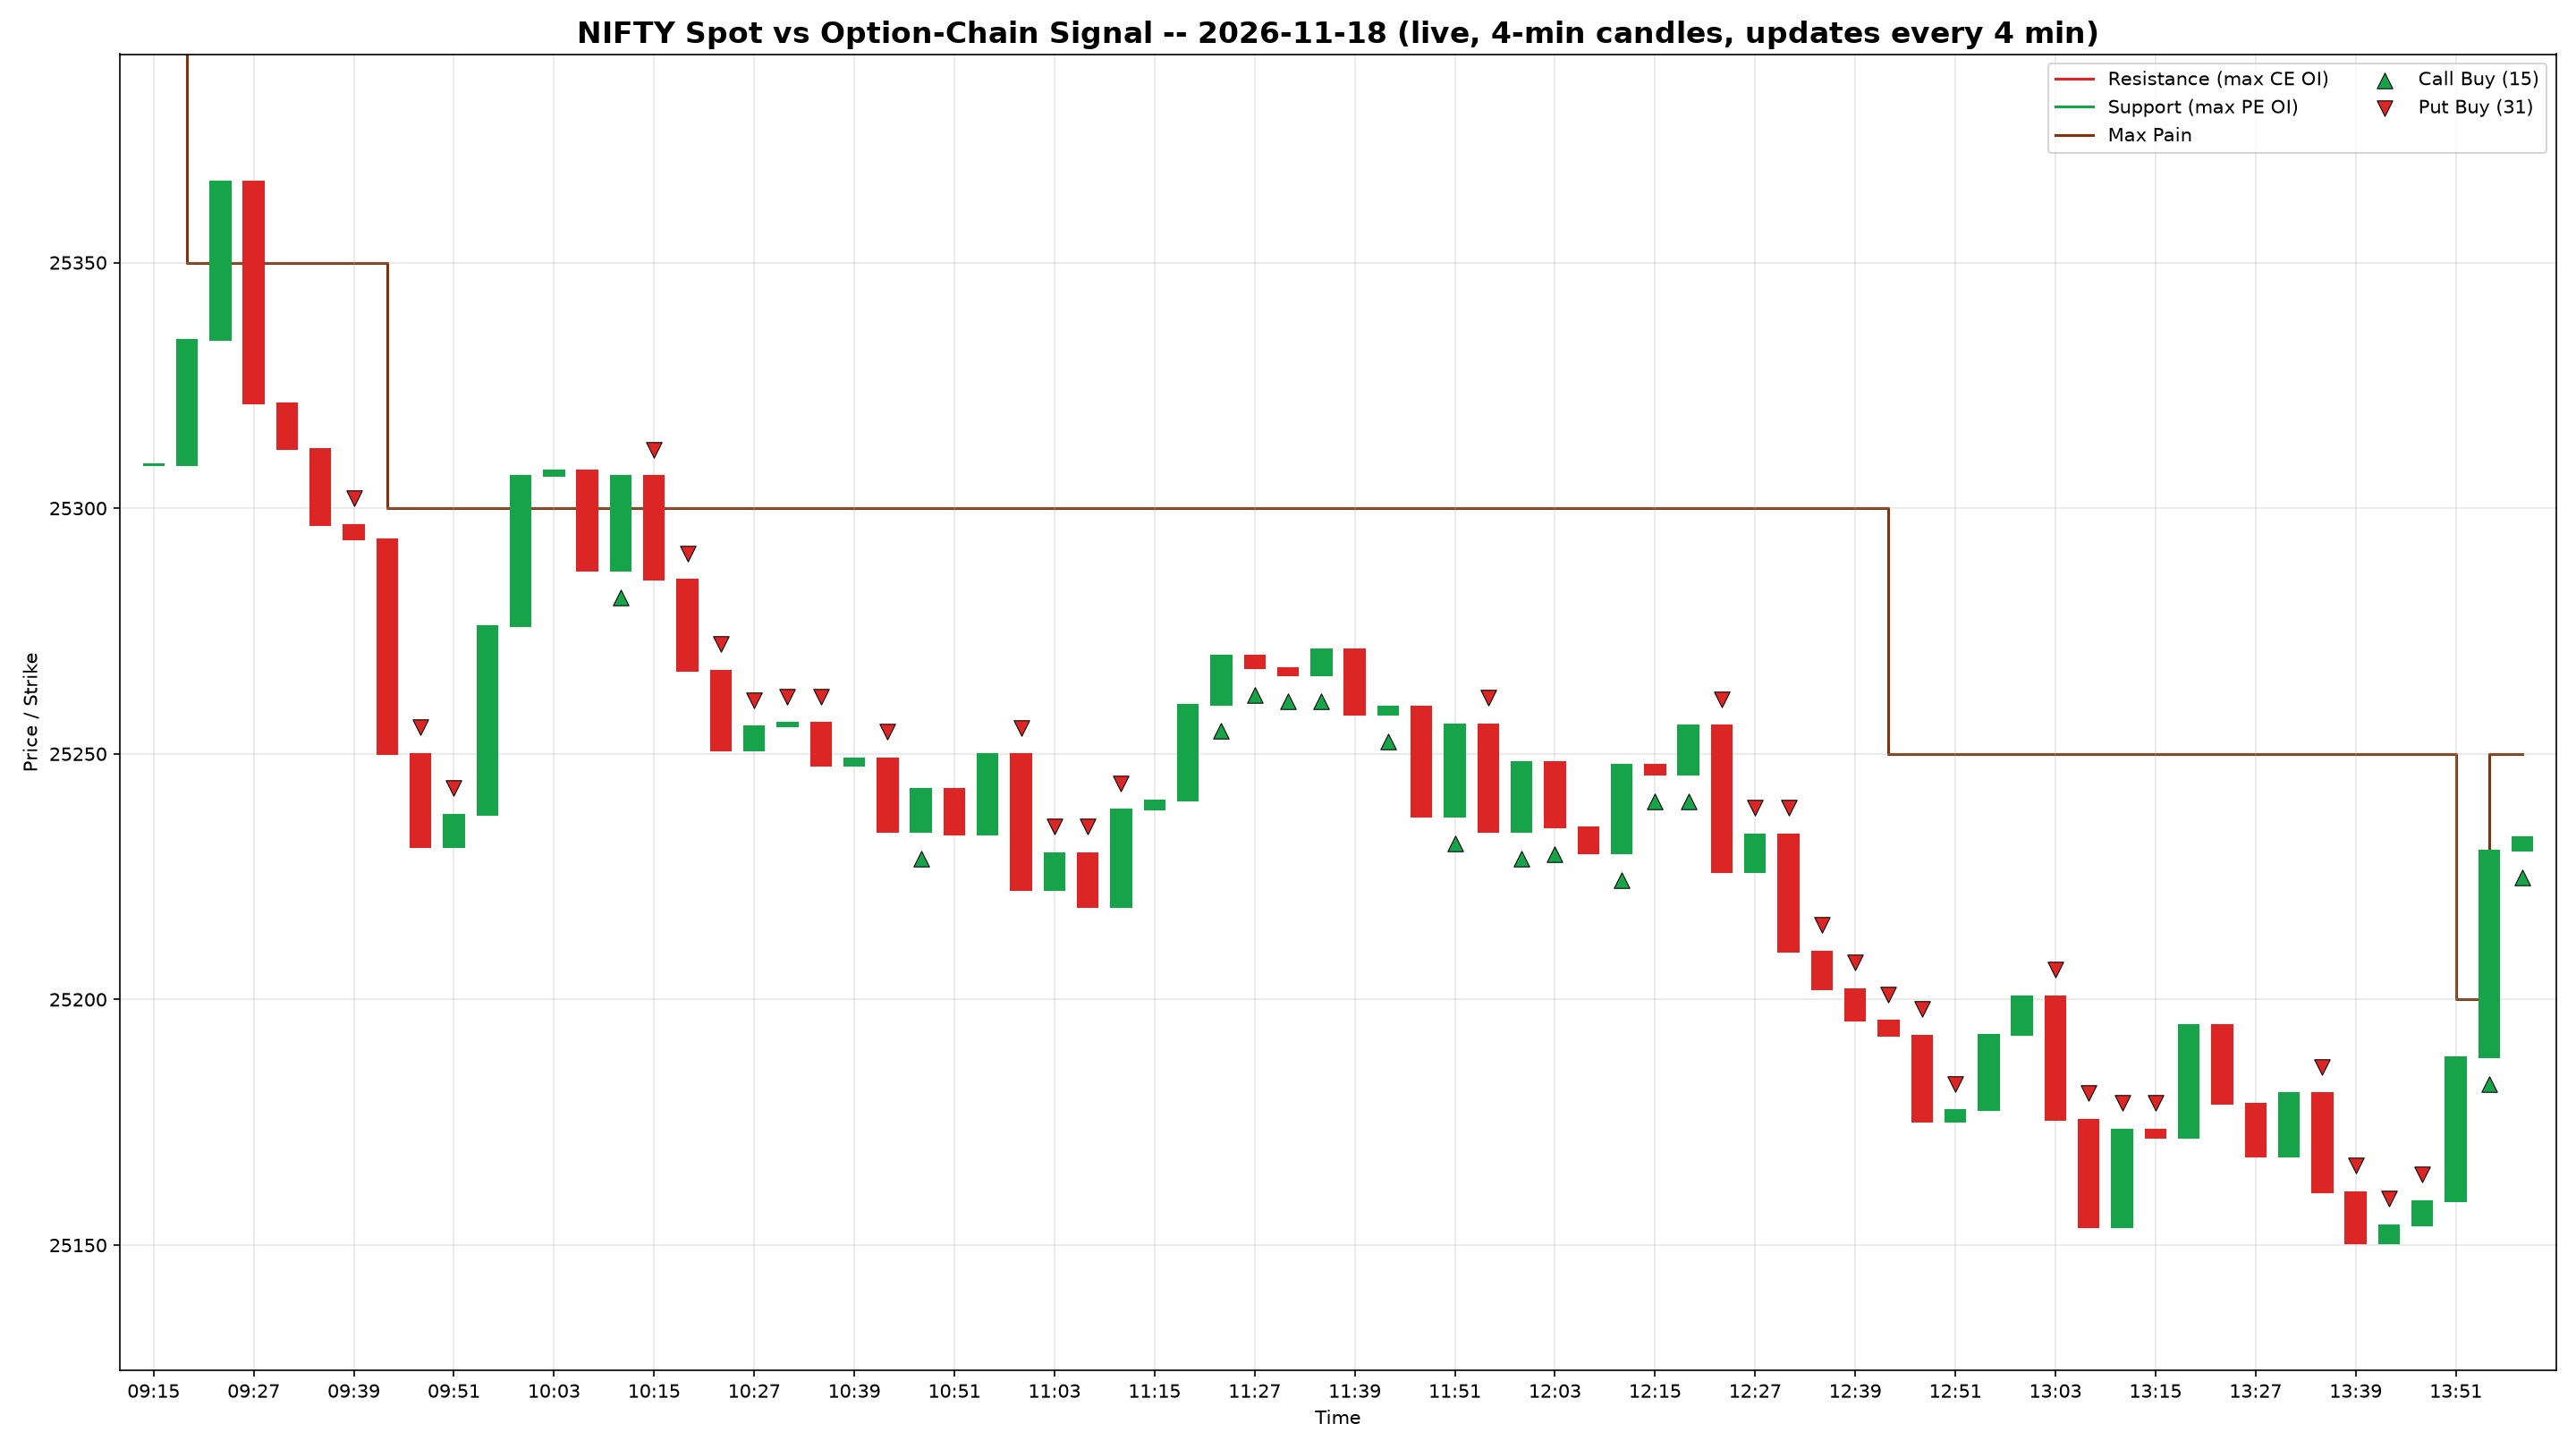 NIFTY Spot vs Option-Chain Signal -- 2026-11-18 (live, 4-min candles, updates every 4 min)
Resistance (max CE OI)
Support (max PE OI)
Max Pain
Call Buy (15)
Put Buy (31)
Price / Strike
25350
25300
25250
25200
25150
09:15 09:27 09:39 09:51 10:03 10:15 10:27 10:39 10:51 11:03 11:15 11:27 11:39 11:51 12:03 12:15 12:27 12:39 12:51 13:03 13:15 13:27 13:39 13:51
Time